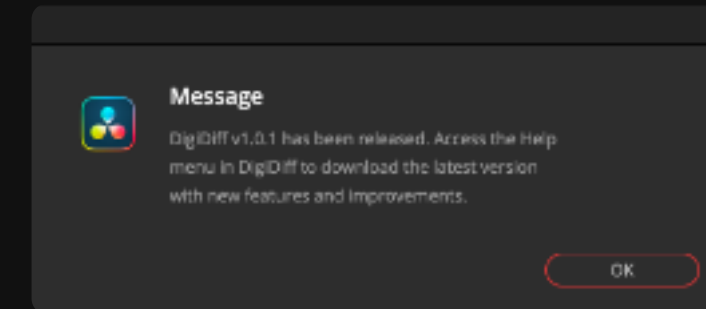 Message
DigiDiff v1.0.1 has been released. Access the Help
menu in DigiDiff to download the latest version
with new features and improvements.
OK